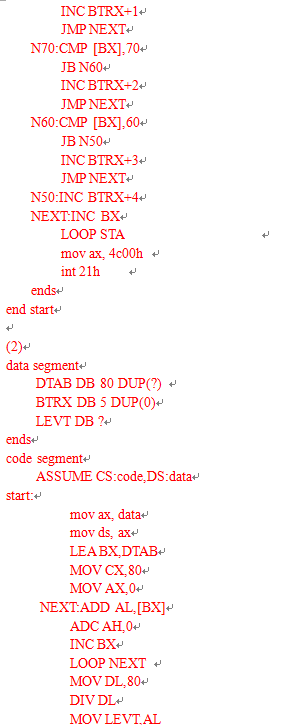 INC BTRX+1↵
JMP NEXT↵
N70:CMP [BX],70↵
JB N60↵
INC BTRX+2↵
JMP NEXT↵
N60:CMP [BX],60↵
JB N50↵
INC BTRX+3↵
JMP NEXT↵
N50:INC BTRX+4↵
NEXT:INC BX↵
LOOP STA ↵
mov ax, 4c00h ↵
int 21h ↵
ends↵
end start↵
↵
(2)↵
data segment↵
DTAB DB 80 DUP(?) ↵
BTRX DB 5 DUP(0)↵
LEVT DB ?↵
ends↵
code segment↵
ASSUME CS:code,DS:data↵
start:↵
mov ax, data↵
mov ds, ax↵
LEA BX,DTAB↵
MOV CX,80↵
MOV AX,0↵
NEXT:ADD AL,[BX]↵
ADC AH,0↵
INC BX↵
LOOP NEXT ↵
MOV DL,80↵
DIV DL↵
MOV LEVT,AL